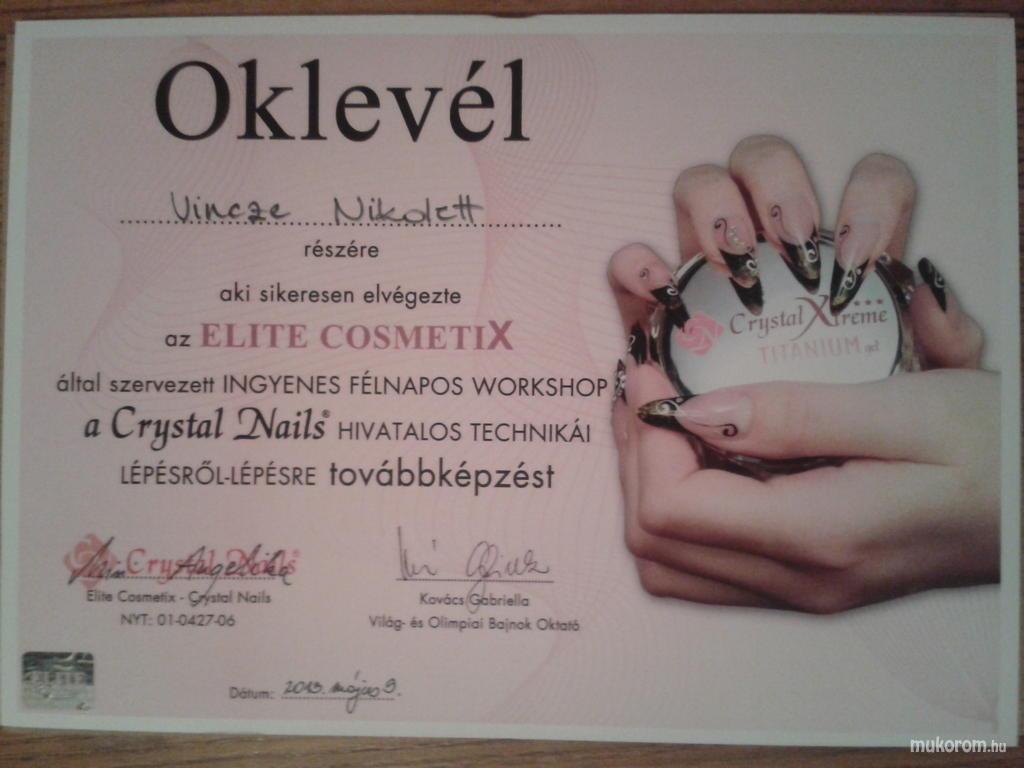 Oklevél
Vincze Nikolett
részére
aki sikeresen elvégezte
az ELITE COSMETIX
által szervezett INGYENES FÉLNAPOS WORKSHOP
a Crystal Nails® HIVATALOS TECHNIKÁI
LÉPÉSRŐL-LÉPÉSRE továbbképzést
Crystal Xtreme
TITANIUM gel
Crystal Nails®
Angelika
Elite Cosmetix - Crystal Nails
NYT.: 01-0427-06
Kovács Gabriella
Világ- és Olimpiai Bajnok Oktató
ELITE
Dátum: 2013. május 9.
mukorom.hu